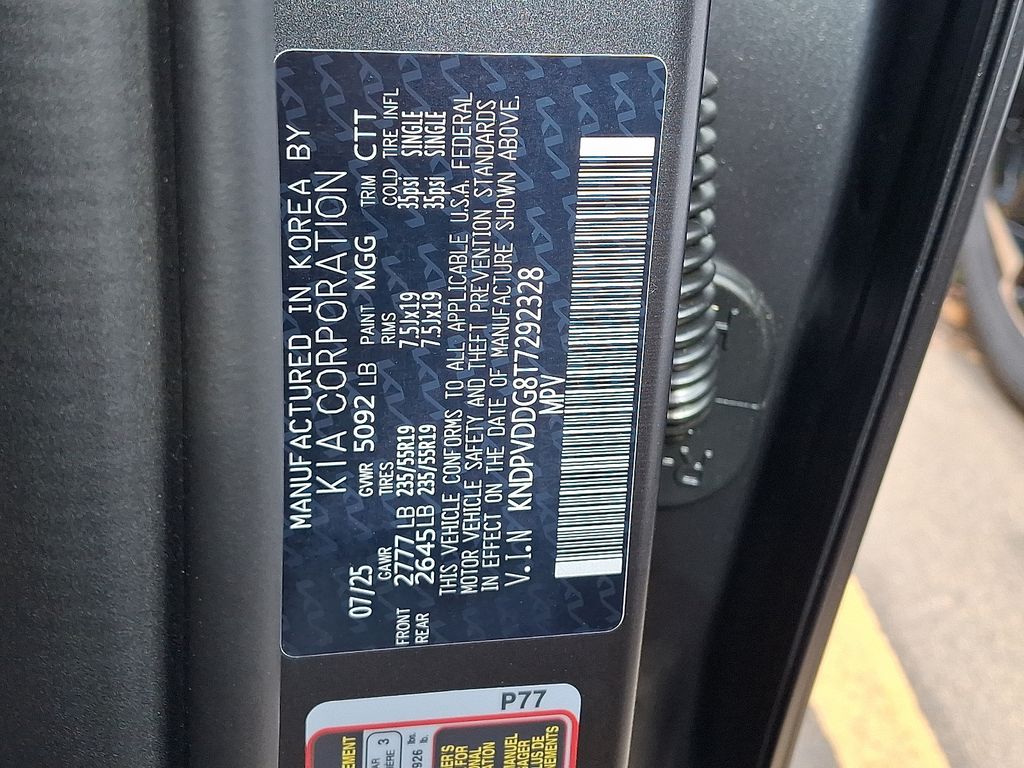 MANUFACTURED IN KOREA BY
KIA CORPORATION
07/25 GVWR 5092 LB PAINT MGG TRIM CTT
GAWR TIRES RIMS COLD TIRE INFL
FRONT 2777 LB 235/55R19 7.5Jx19 35psi SINGLE
REAR 2645LB 235/55R19 7.5Jx19 35psi SINGLE
THIS VEHICLE CONFORMS TO ALL APPLICABLE U.S.A. FEDERAL
MOTOR VEHICLE SAFETY AND THEFT PREVENTION STANDARDS
IN EFFECT ON THE DATE OF MANUFACTURE SHOWN ABOVE.
V.I.N KNDPVDDG8T7292328
MPV
P77